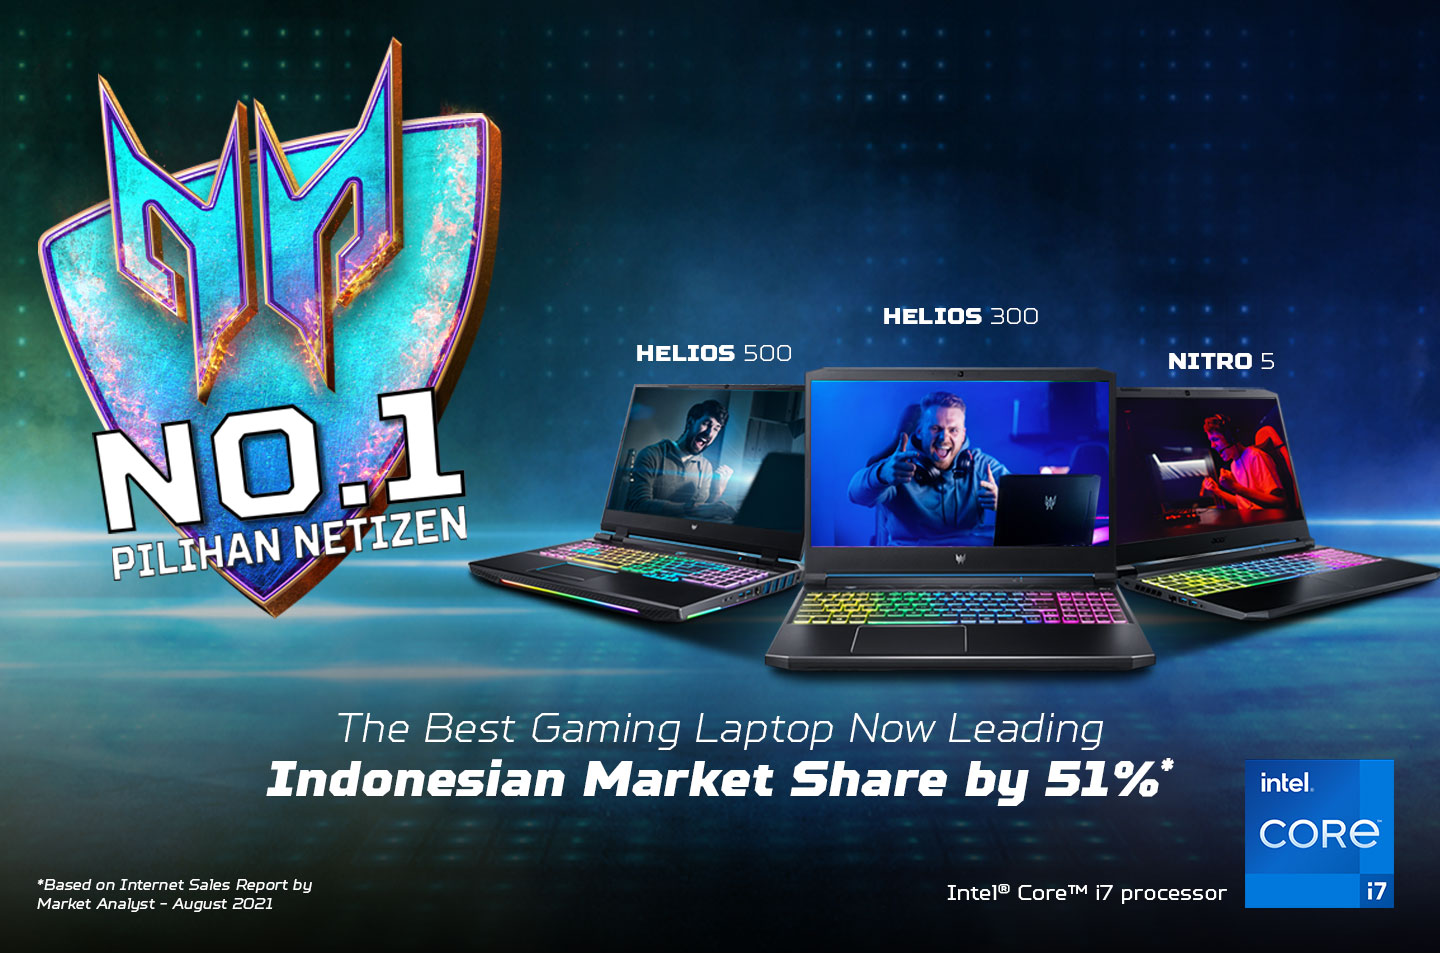 NO.1
PILIHAN NETIZEN
HELIOS 500
HELIOS 300
NITRO 5
The Best Gaming Laptop Now Leading
Indonesian Market Share by 51%*
*Based on Internet Sales Report by
Market Analyst - August 2021
Intel® Core™ i7 processor
intel.
CORE™
i7